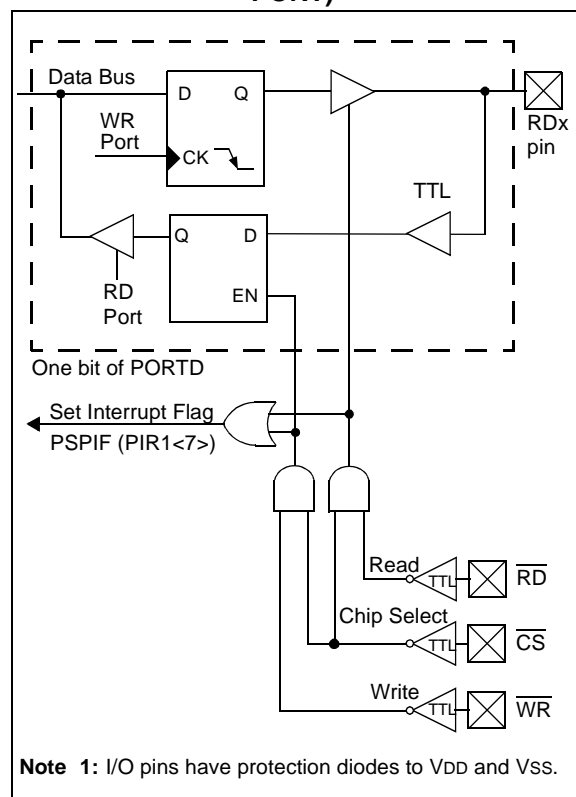 PORT)
Data Bus
D Q
WR
Port
CK
RDx
pin
TTL
Q D
EN
RD
Port
One bit of PORTD
Set Interrupt Flag
PSPIF (PIR1<7>)
Read
TTL
RD
Chip Select
TTL
CS
Write
TTL
WR
Note 1: I/O pins have protection diodes to VDD and VSS.